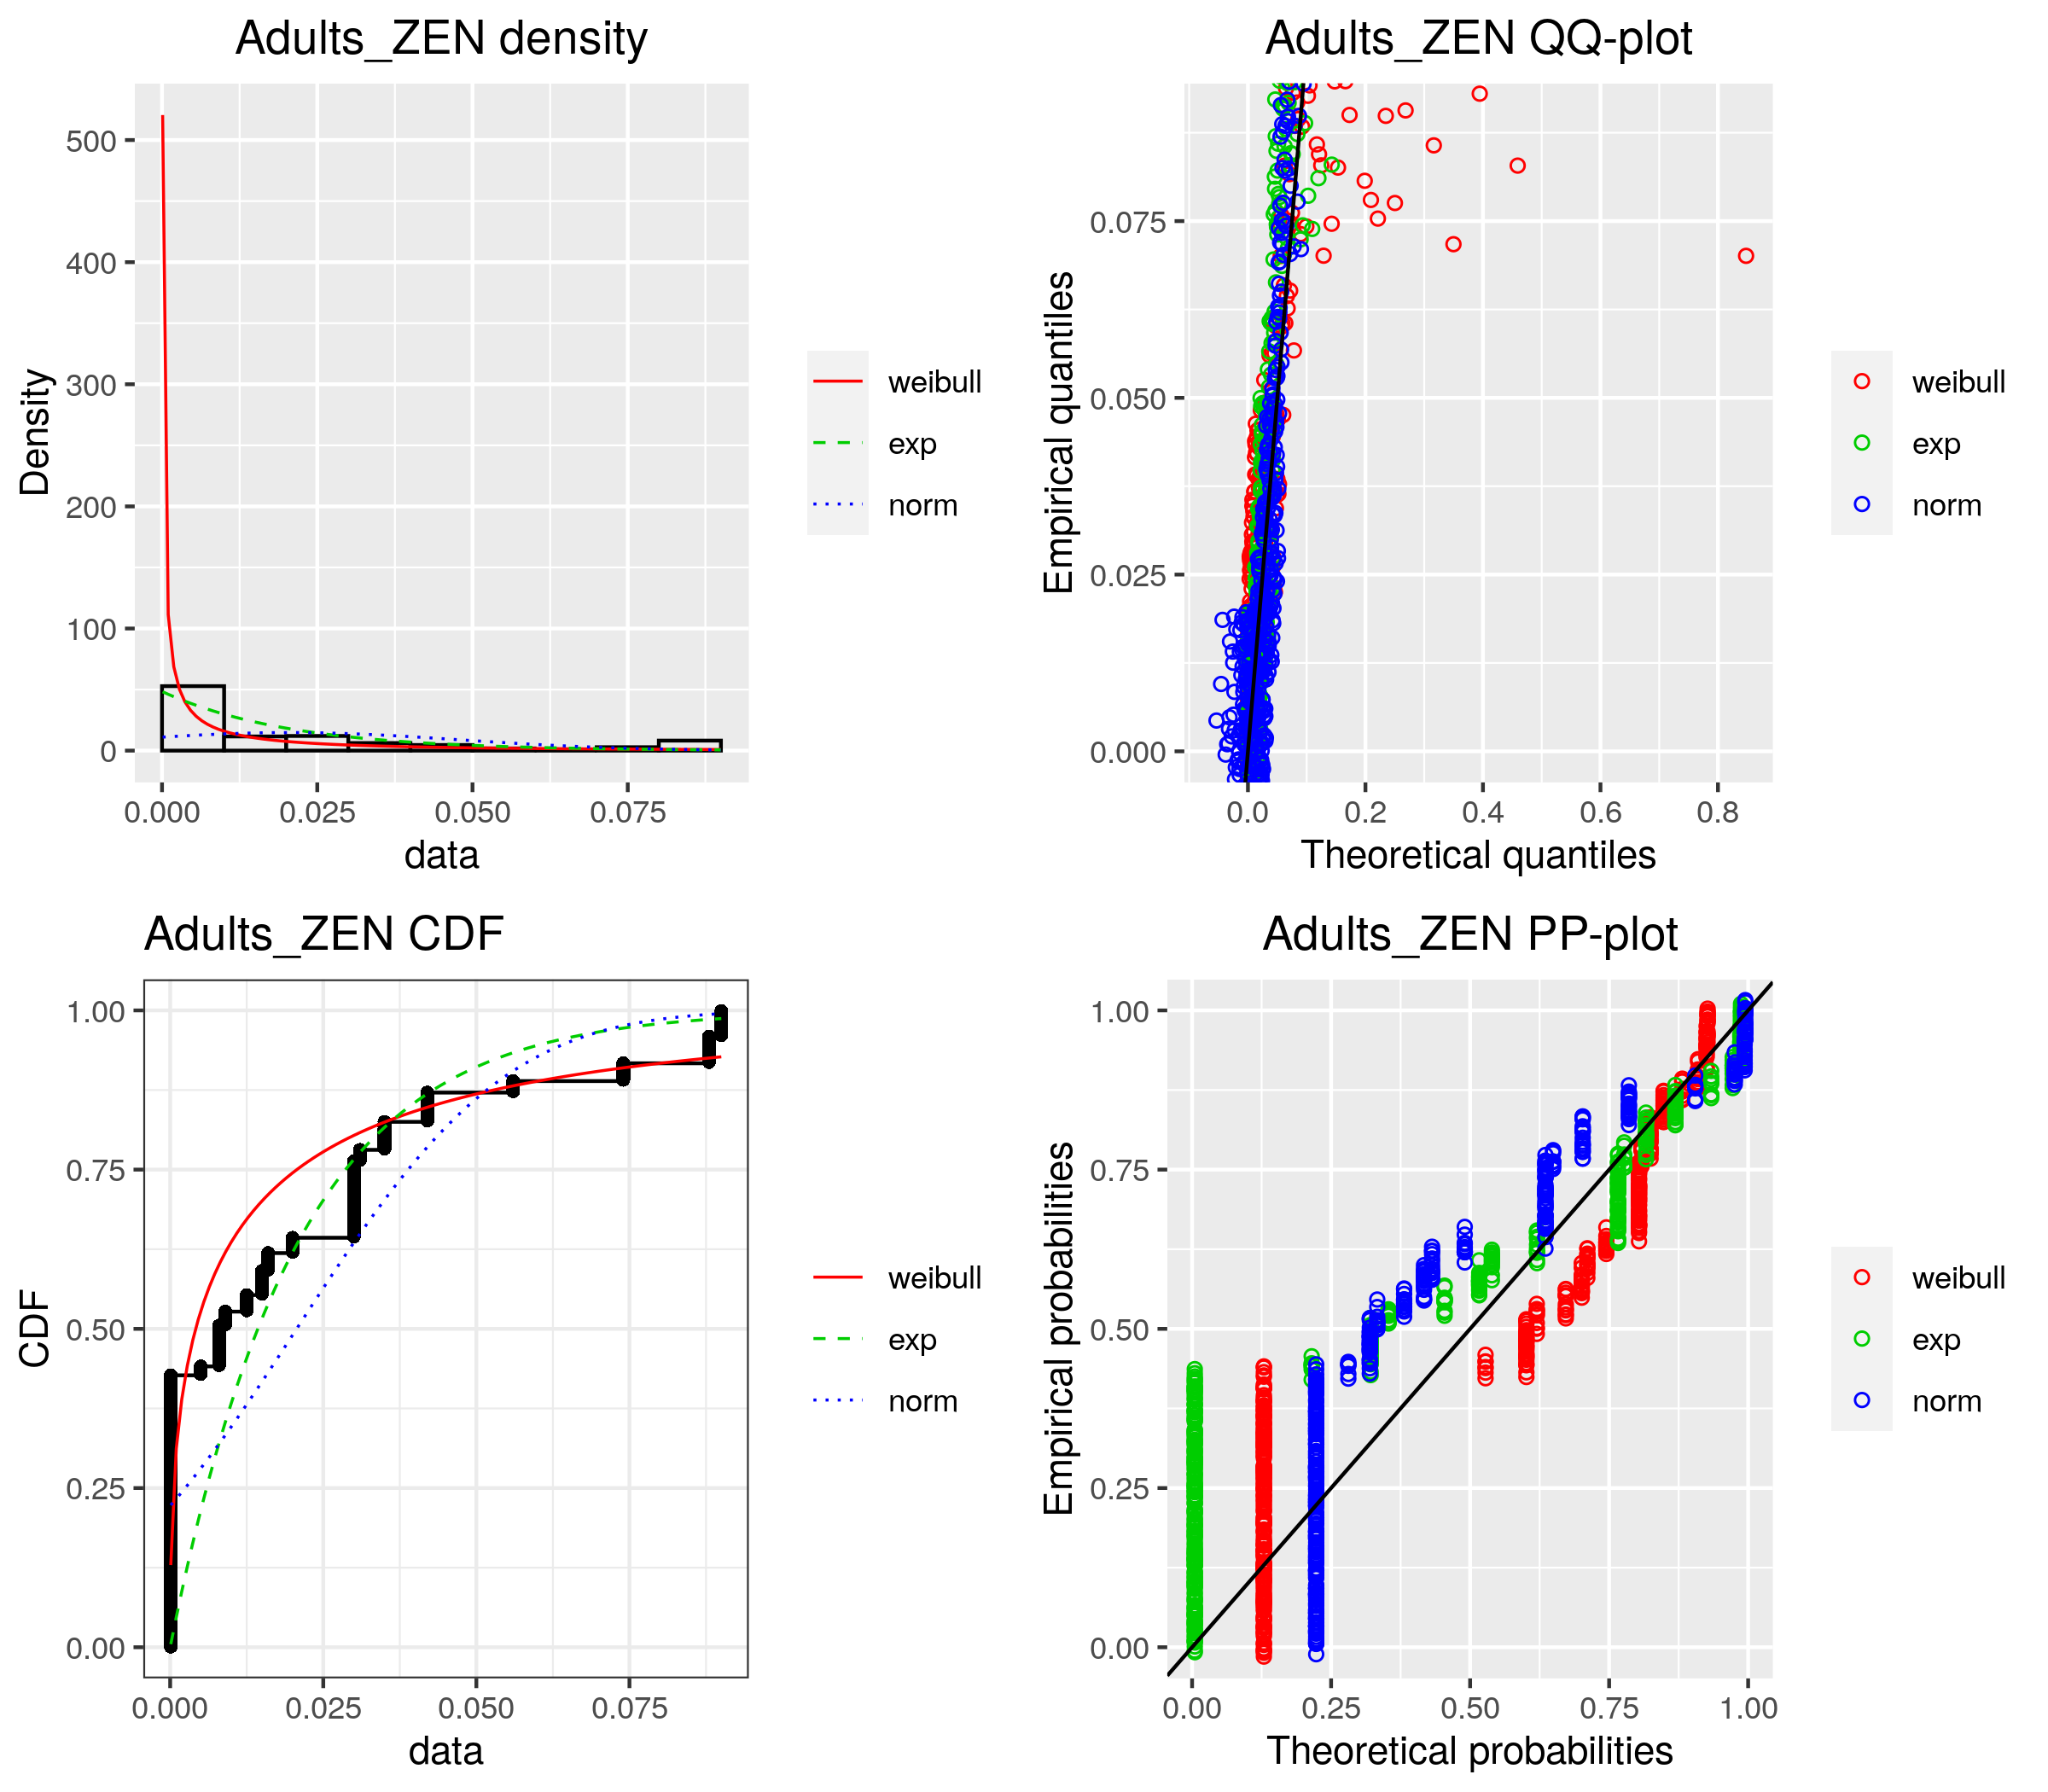 Adults_ZEN density
500
400
300
200
100
0
Density
0.000 0.025 0.050 0.075
data
weibull
exp
norm
Adults_ZEN QQ-plot
0.075
0.050
0.025
0.000
Empirical quantiles
0.0 0.2 0.4 0.6 0.8
Theoretical quantiles
weibull
exp
norm
Adults_ZEN CDF
1.00
0.75
0.50
0.25
0.00
CDF
0.000 0.025 0.050 0.075
data
weibull
exp
norm
Adults_ZEN PP-plot
1.00
0.75
0.50
0.25
0.00
Empirical probabilities
0.00 0.25 0.50 0.75 1.00
Theoretical probabilities
weibull
exp
norm